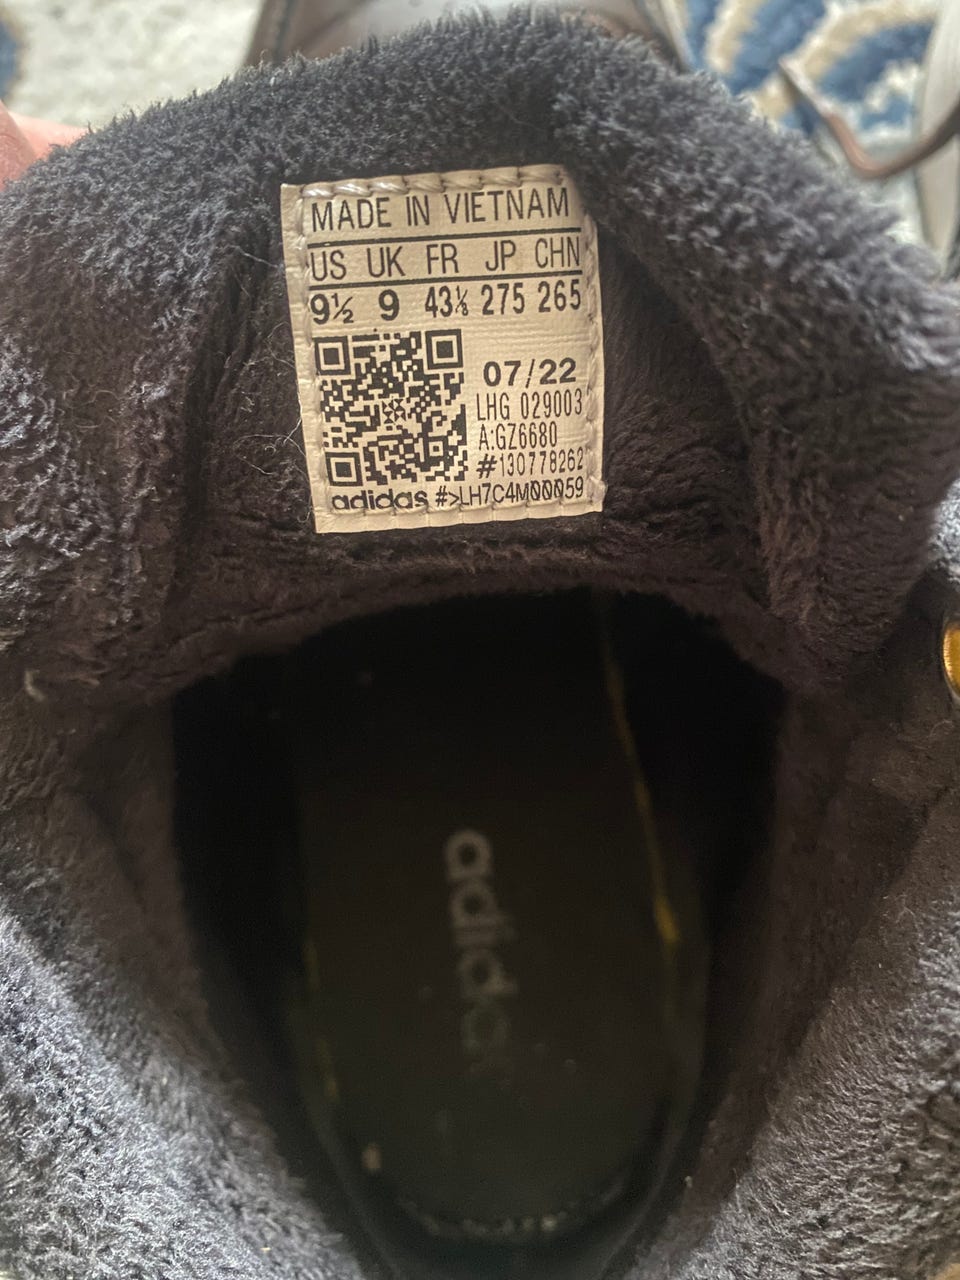 MADE IN VIETNAM
US UK FR JP CHN
9½ 9 43⅓ 275 265
07/22
LHG 029003
A:GZ6680
#130778262
adidas #>LH7C4M00059
adidas